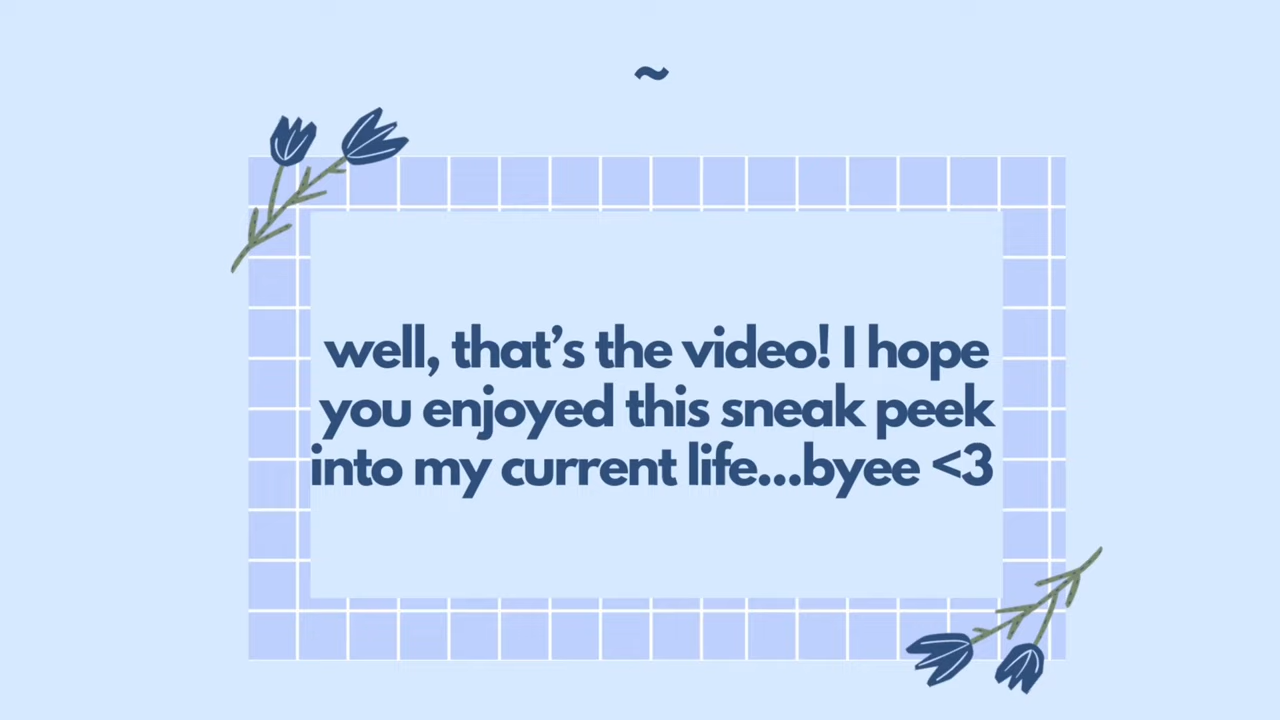 ~
well, that's the video! I hope
you enjoyed this sneak peek
into my current life...byee <3